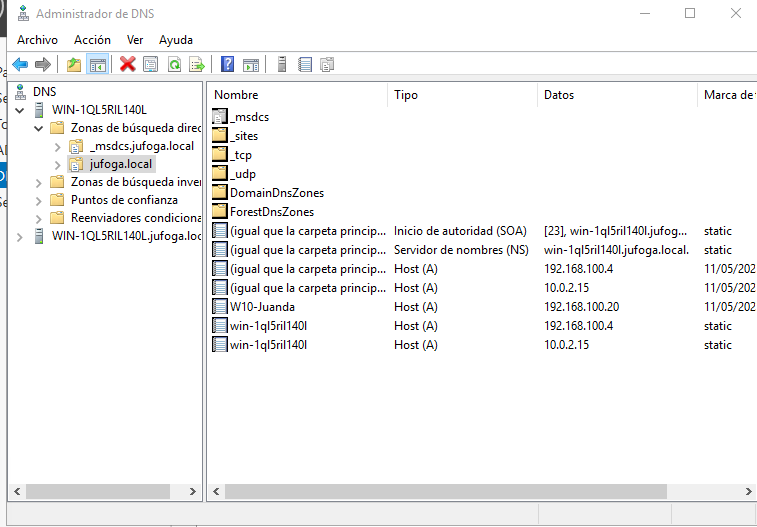 Administrador de DNS
Archivo Acción Ver Ayuda
DNS
WIN-1QL5RIL140L
Zonas de búsqueda direc
_msdcs.jufoga.local
jufoga.local
Zonas de búsqueda inver
Puntos de confianza
Reenviadores condiciona
WIN-1QL5RIL140L.jufoga.loc
Nombre Tipo Datos Marca de
_msdcs
_sites
_tcp
_udp
DomainDnsZones
ForestDnsZones
(igual que la carpeta princip... Inicio de autoridad (SOA) [23], win-1ql5ril140l.jufog... static
(igual que la carpeta princip... Servidor de nombres (NS) win-1ql5ril140l.jufoga.local. static
(igual que la carpeta princip... Host (A) 192.168.100.4 11/05/202
(igual que la carpeta princip... Host (A) 10.0.2.15 11/05/202
W10-Juanda Host (A) 192.168.100.20 11/05/202
win-1ql5ril140l Host (A) 192.168.100.4 static
win-1ql5ril140l Host (A) 10.0.2.15 static